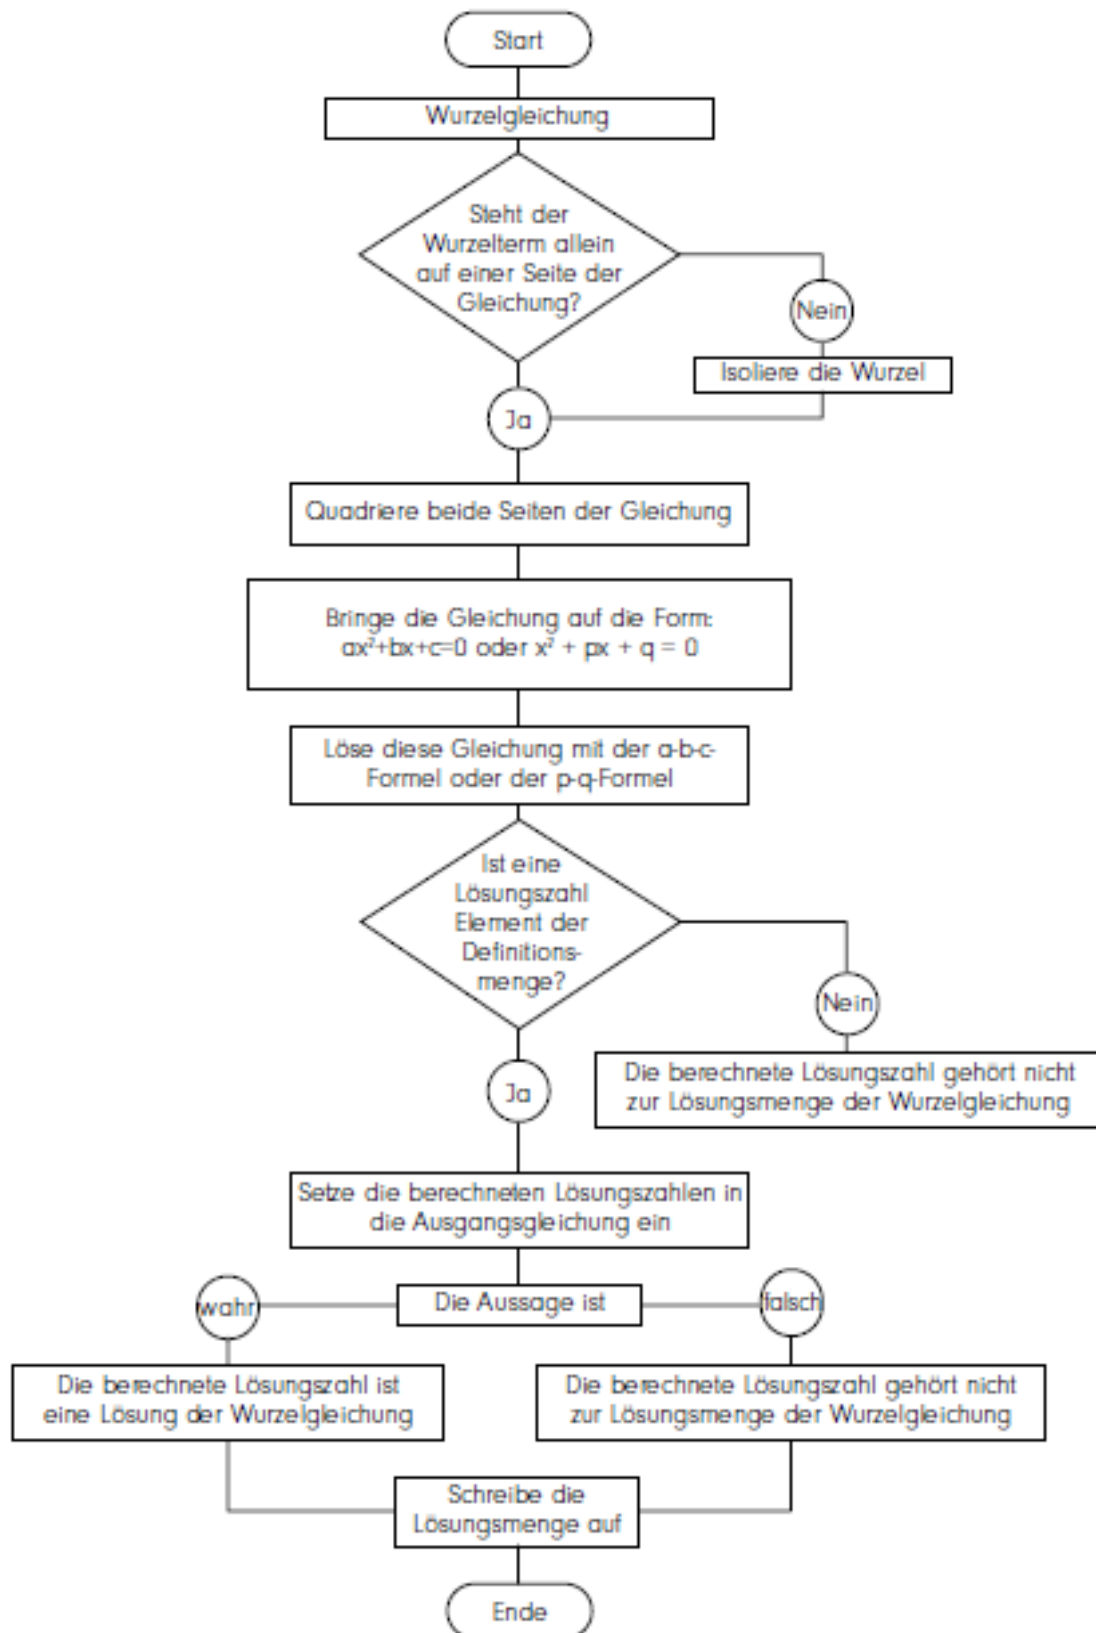 Start
Wurzelgleichung
Steht der
Wurzelterm allein
auf einer Seite der
Gleichung?
Nein
Isoliere die Wurzel
Ja
Quadriere beide Seiten der Gleichung
Bringe die Gleichung auf die Form:
ax²+bx+c=0 oder x² + px + q = 0
Löse diese Gleichung mit der a-b-c-
Formel oder der p-q-Formel
Ist eine
Lösungszahl
Element der
Definitions-
menge?
Nein
Die berechnete Lösungszahl gehört nicht
zur Lösungsmenge der Wurzelgleichung
Ja
Setze die berechneten Lösungszahlen in
die Ausgangsgleichung ein
wahr
Die Aussage ist
falsch
Die berechnete Lösungszahl ist
eine Lösung der Wurzelgleichung
Die berechnete Lösungszahl gehört nicht
zur Lösungsmenge der Wurzelgleichung
Schreibe die
Lösungsmenge auf
Ende